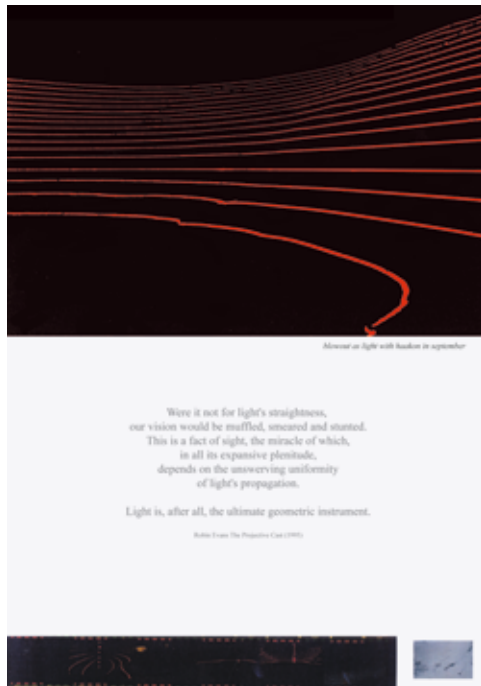 blowout as light with haakon in september
Were it not for light's straightness,
our vision would be muffled, smeared and stunted.
This is a fact of sight, the miracle of which,
in all its expansive plenitude,
depends on the unswerving uniformity
of light's propagation.
Light is, after all, the ultimate geometric instrument.
Robin Evans The Projective Cast (1995)